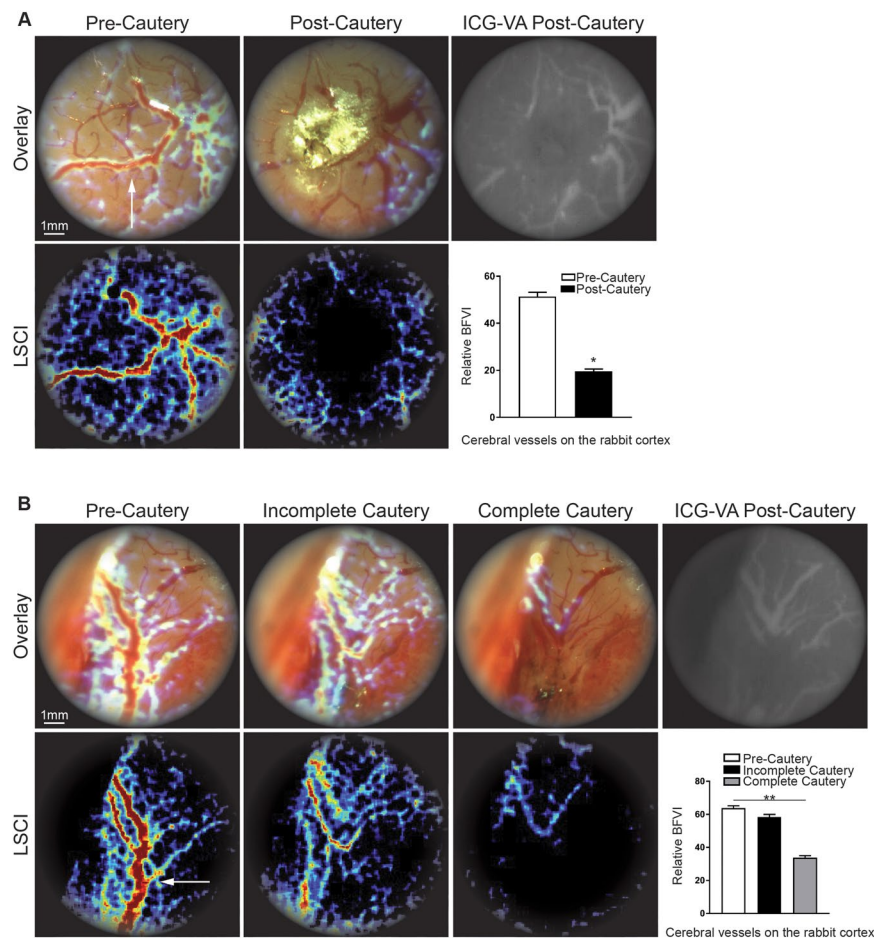 A
Pre-Cautery
Post-Cautery
ICG-VA Post-Cautery
Overlay
1mm
LSCI
60
40
20
0
Relative BFVI
Pre-Cautery
Post-Cautery
*
Cerebral vessels on the rabbit cortex
B
Pre-Cautery
Incomplete Cautery
Complete Cautery
ICG-VA Post-Cautery
Overlay
1mm
LSCI
Pre-Cautery
Incomplete Cautery
Complete Cautery
80
60
40
20
0
Relative BFVI
**
Cerebral vessels on the rabbit cortex